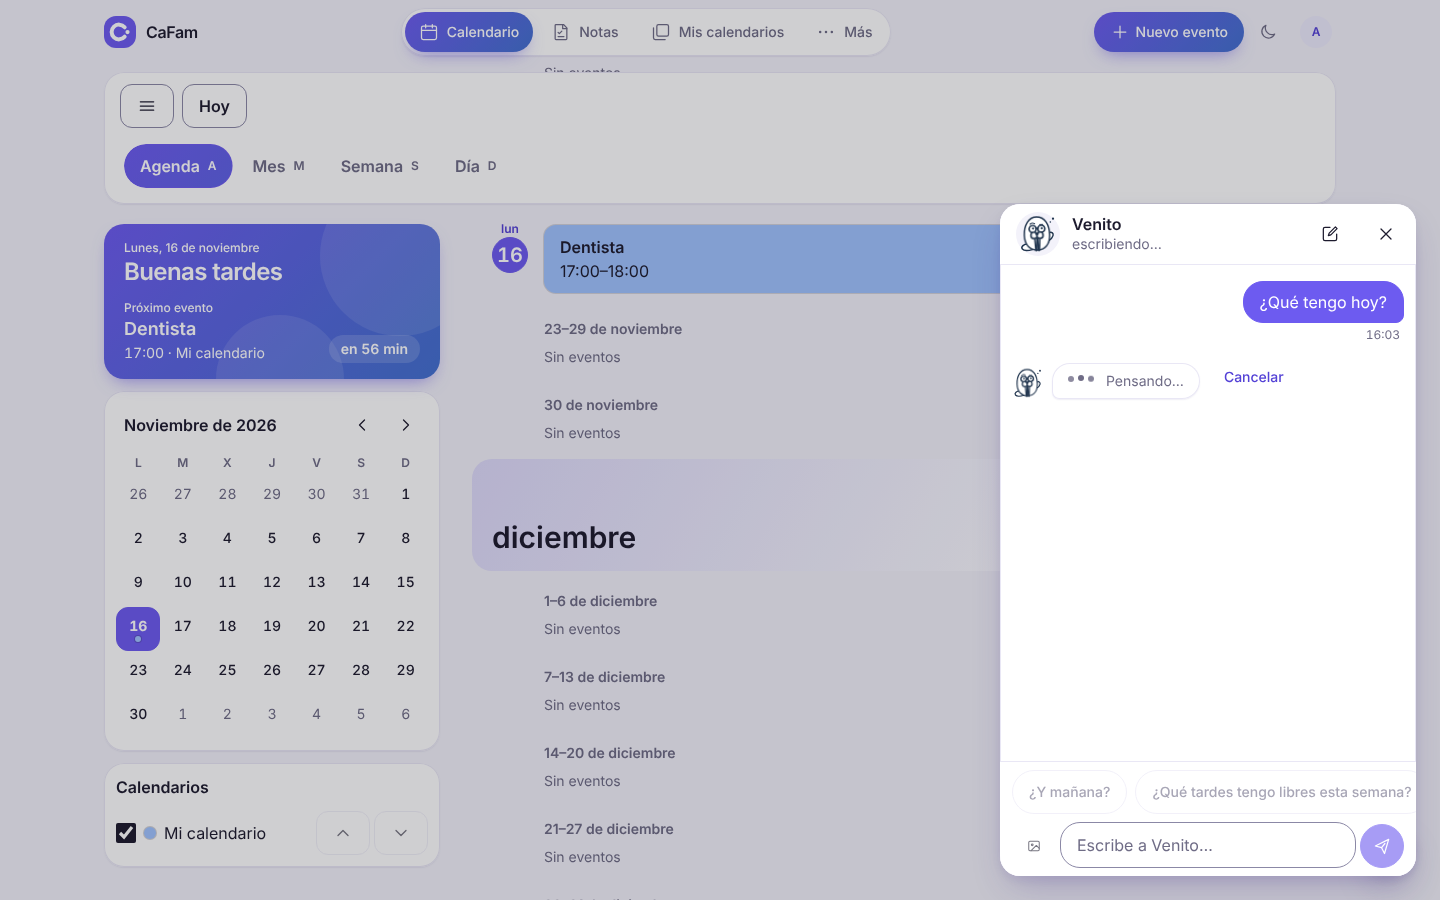 CaFam
Calendario
Notas
Mis calendarios
Más
Nuevo evento
A
Sin eventos
Hoy
Agenda A
Mes M
Semana S
Día D
Lunes, 16 de noviembre
Buenas tardes
Próximo evento
Dentista
17:00 · Mi calendario
en 56 min
Noviembre de 2026
L M X J V S D
26 27 28 29 30 31 1
2 3 4 5 6 7 8
9 10 11 12 13 14 15
16 17 18 19 20 21 22
23 24 25 26 27 28 29
30 1 2 3 4 5 6
Calendarios
Mi calendario
lun
16
Dentista
17:00–18:00
23–29 de noviembre
Sin eventos
30 de noviembre
Sin eventos
diciembre
1–6 de diciembre
Sin eventos
7–13 de diciembre
Sin eventos
14–20 de diciembre
Sin eventos
21–27 de diciembre
Sin eventos
Venito
escribiendo...
¿Qué tengo hoy?
16:03
Pensando...
Cancelar
¿Y mañana?
¿Qué tardes tengo libres esta semana?
Escribe a Venito...